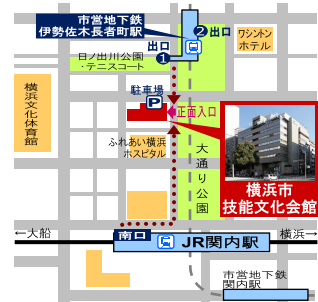 市営地下鉄
伊勢佐木長者町駅
❷出口
ワシントン
ホテル
出口
❶
日ノ出川公園
・テニスコート
横浜文化体育館
駐車場
P
正面入口
ふれあい横浜
ホスピタル
大通り公園
横浜市
技能文化会館
←大船
南口
JR関内駅
横浜→
市営地下鉄
関内駅